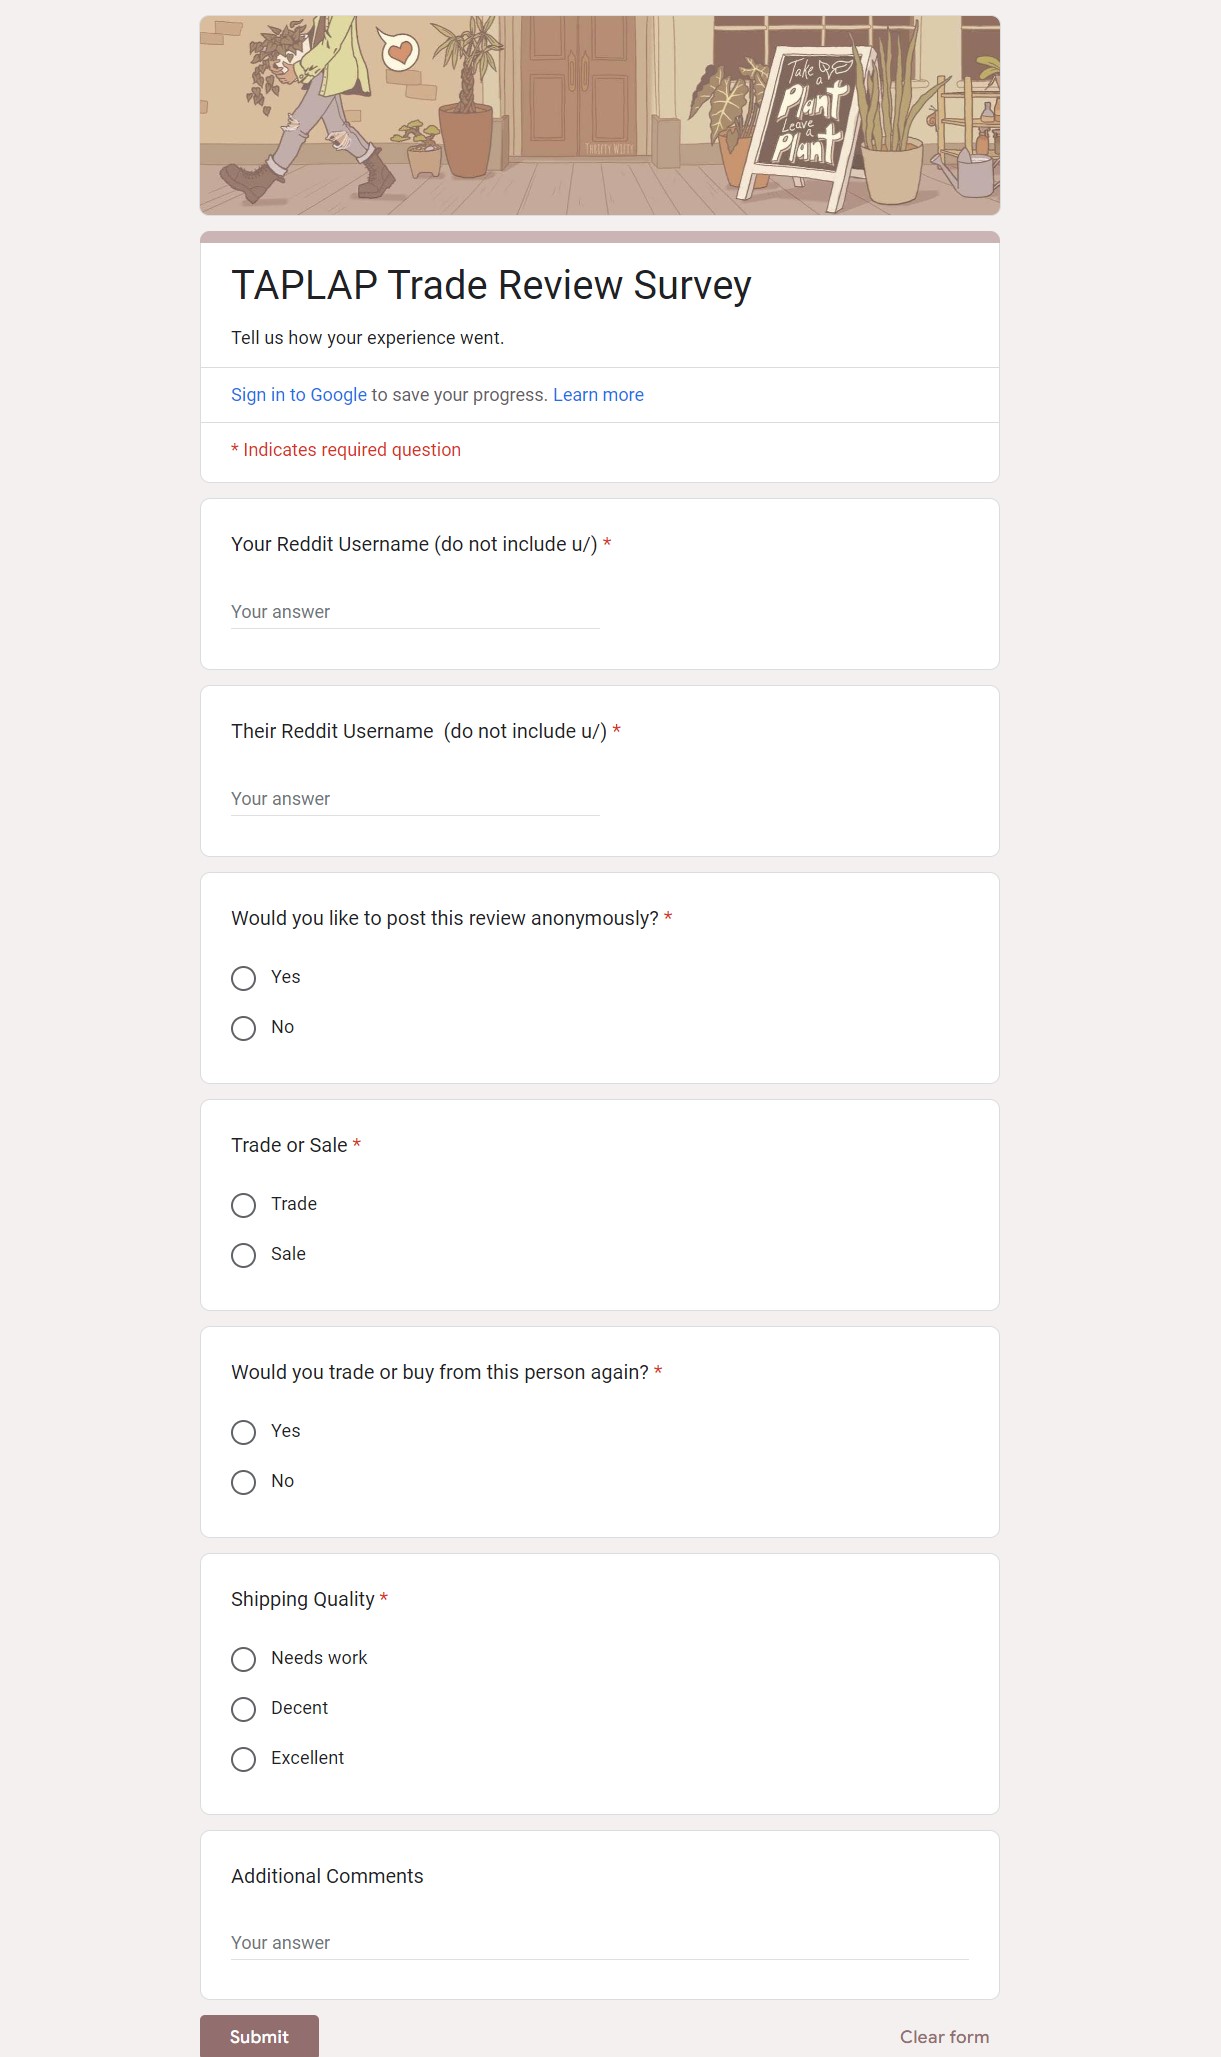 Take
a
Plant
Leave
a
Plant
THRIFTY WIFTY
TAPLAP Trade Review Survey
Tell us how your experience went.
Sign in to Google to save your progress. Learn more
* Indicates required question
Your Reddit Username (do not include u/) *
Your answer
Their Reddit Username  (do not include u/) *
Your answer
Would you like to post this review anonymously? *
Yes
No
Trade or Sale *
Trade
Sale
Would you trade or buy from this person again? *
Yes
No
Shipping Quality *
Needs work
Decent
Excellent
Additional Comments
Your answer
Submit
Clear form